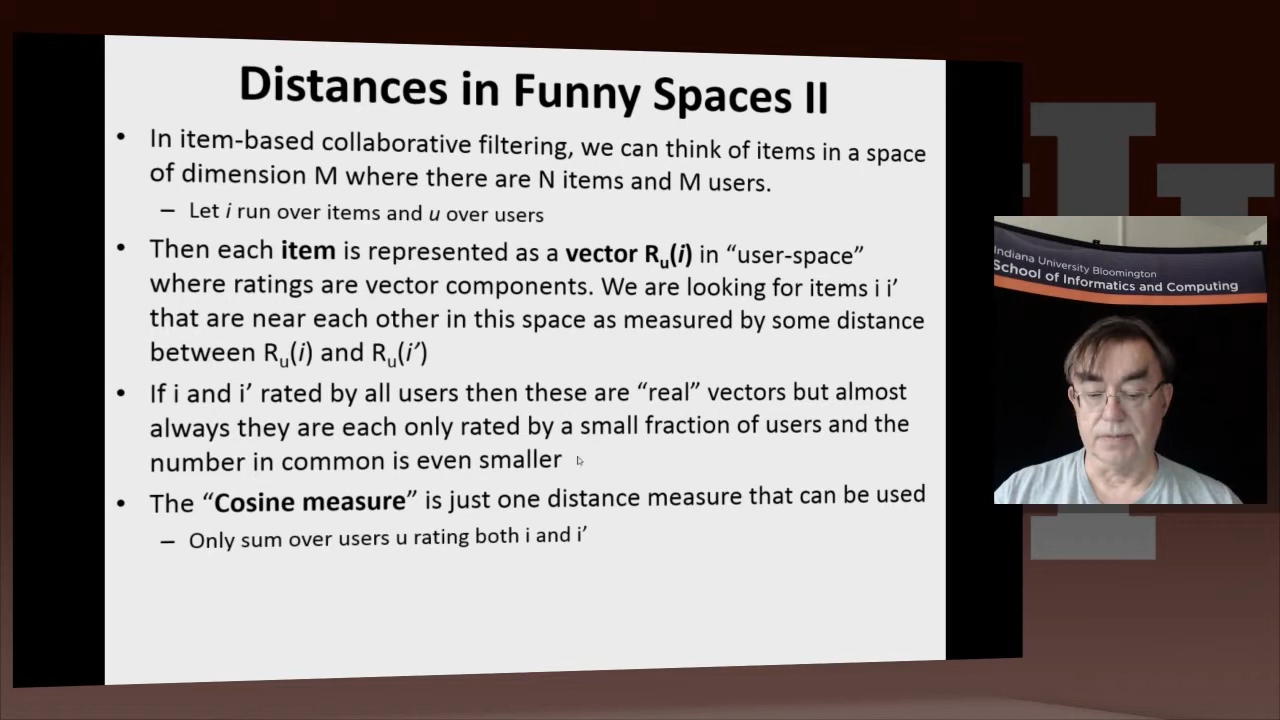 Distances in Funny Spaces II
• In item-based collaborative filtering, we can think of items in a space
of dimension M where there are N items and M users.
– Let i run over items and u over users
• Then each item is represented as a vector Ru(i) in “user-space”
where ratings are vector components. We are looking for items i i’
that are near each other in this space as measured by some distance
between Ru(i) and Ru(i’)
• If i and i’ rated by all users then these are “real” vectors but almost
always they are each only rated by a small fraction of users and the
number in common is even smaller
• The “Cosine measure” is just one distance measure that can be used
– Only sum over users u rating both i and i’
Indiana University Bloomington
School of Informatics and Computing